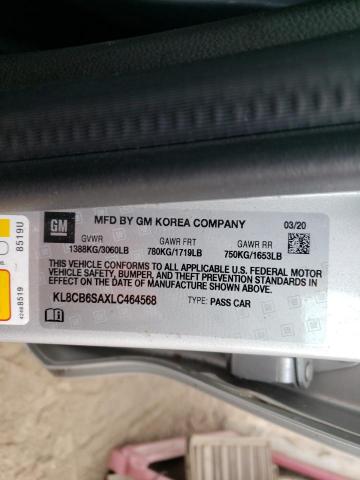 GM
MFD BY GM KOREA COMPANY 03/20
GVWR GAWR FRT GAWR RR
1388KG/3060LB 780KG/1719LB 750KG/1653LB
THIS VEHICLE CONFORMS TO ALL APPLICABLE U.S. FEDERAL MOTOR
VEHICLE SAFETY, BUMPER, AND THEFT PREVENTION STANDARDS IN
EFFECT ON THE DATE OF MANUFACTURE SHOWN ABOVE.
KL8CB6SAXLC464568 TYPE: PASS CAR
8519U
42488519